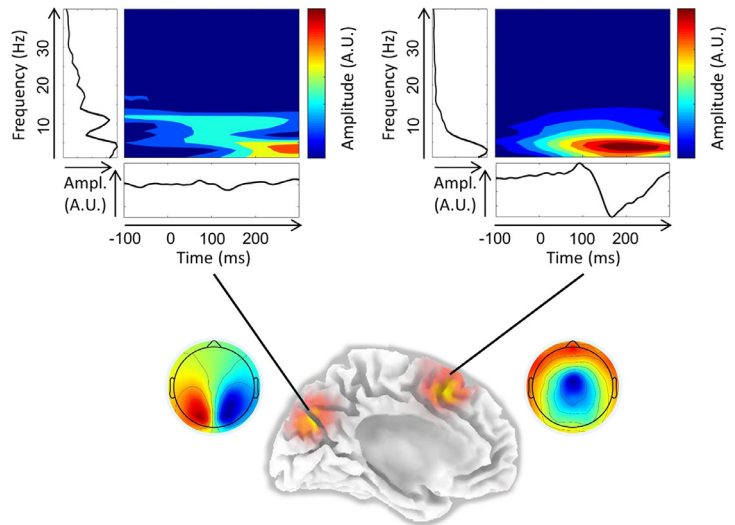 Frequency (Hz)
30
20
10
Amplitude (A.U.)
Ampl.
(A.U.)
-100 0 100 200
Time (ms)
Frequency (Hz)
30
20
10
Amplitude (A.U.)
Ampl.
(A.U.)
-100 0 100 200
Time (ms)